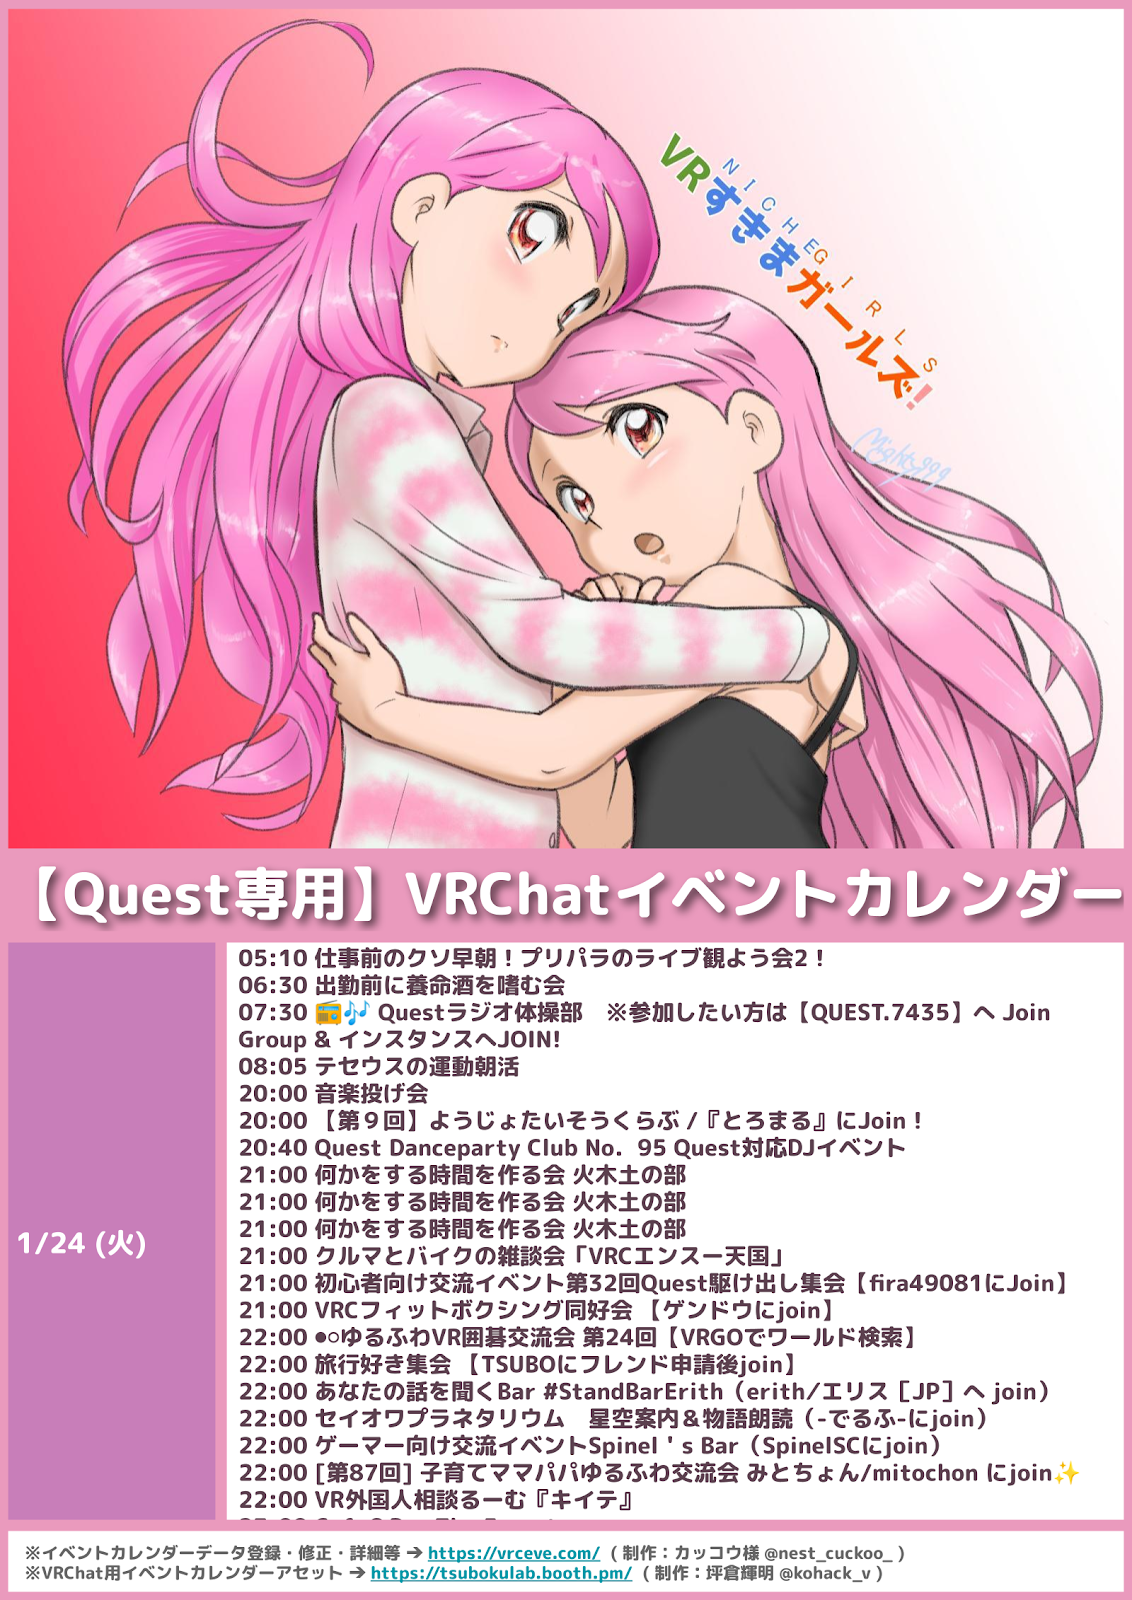 NICHE GIRLS
VRすきまガールズ!
Mighty999
【Quest専用】VRChatイベントカレンダー
1/24 (火)
05:10 仕事前のクソ早朝！プリパラのライブ観よう会2！
06:30 出勤前に養命酒を嗜む会
07:30 📻🎶 Questラジオ体操部　※参加したい方は【QUEST.7435】へ Join
Group & インスタンスへJOIN!
08:05 テセウスの運動朝活
20:00 音楽投げ会
20:00 【第９回】ようじょたいそうくらぶ /『とろまる』にJoin！
20:40 Quest Danceparty Club No．95 Quest対応DJイベント
21:00 何かをする時間を作る会 火木土の部
21:00 何かをする時間を作る会 火木土の部
21:00 何かをする時間を作る会 火木土の部
21:00 クルマとバイクの雑談会「VRCエンスー天国」
21:00 初心者向け交流イベント第32回Quest駆け出し集会【fira49081にJoin】
21:00 VRCフィットボクシング同好会 【ゲンドウにjoin】
22:00 ●○ゆるふわVR囲碁交流会 第24回【VRGOでワールド検索】
22:00 旅行好き集会 【TSUBOにフレンド申請後join】
22:00 あなたの話を聞くBar #StandBarErith（erith/エリス［JP］へ join）
22:00 セイオワプラネタリウム　星空案内＆物語朗読（-でるふ-にjoin）
22:00 ゲーマー向け交流イベントSpinel＇s Bar（SpinelSCにjoin）
22:00 [第87回] 子育てママパパゆるふわ交流会 みとちょん/mitochon にjoin✨
22:00 VR外国人相談るーむ『キイテ』
※イベントカレンダーデータ登録・修正・詳細等 ➔ https://vrceve.com/ （制作：カッコウ様 @nest_cuckoo_ ）
※VRChat用イベントカレンダーアセット ➔ https://tsubokulab.booth.pm/ （制作：坪倉輝明 @kohack_v ）